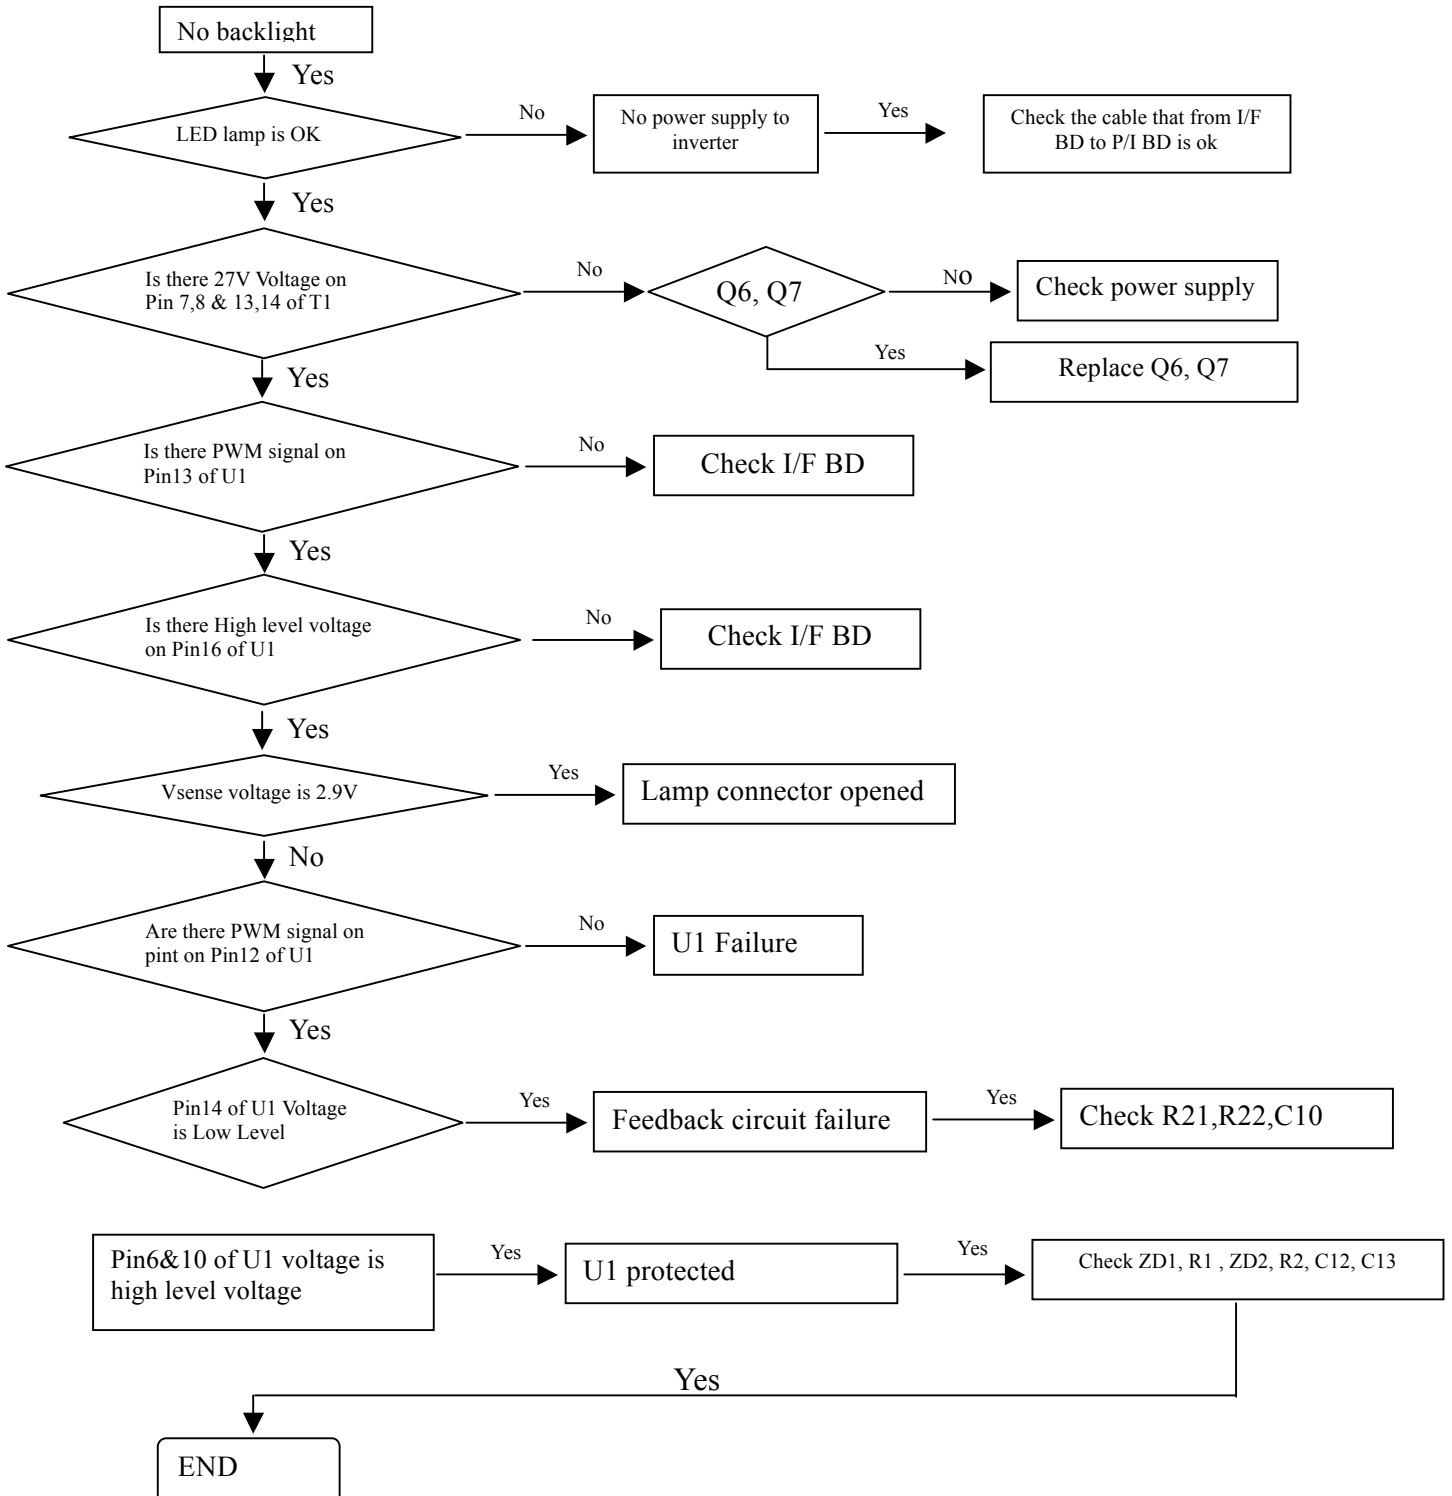 No backlight
Yes
LED lamp is OK
No
No power supply to
inverter
Yes
Check the cable that from I/F
BD to P/I BD is ok
Yes
Is there 27V Voltage on
Pin 7,8 & 13,14 of T1
No
Q6, Q7
NO
Check power supply
Yes
Replace Q6, Q7
Yes
Is there PWM signal on
Pin13 of U1
No
Check I/F BD
Yes
Is there High level voltage
on Pin16 of U1
No
Check I/F BD
Yes
Vsense voltage is 2.9V
Yes
Lamp connector opened
No
Are there PWM signal on
pint on Pin12 of U1
No
U1 Failure
Yes
Pin14 of U1 Voltage
is Low Level
Yes
Feedback circuit failure
Yes
Check R21,R22,C10
Pin6&10 of U1 voltage is
high level voltage
Yes
U1 protected
Yes
Check ZD1, R1 , ZD2, R2, C12, C13
Yes
END